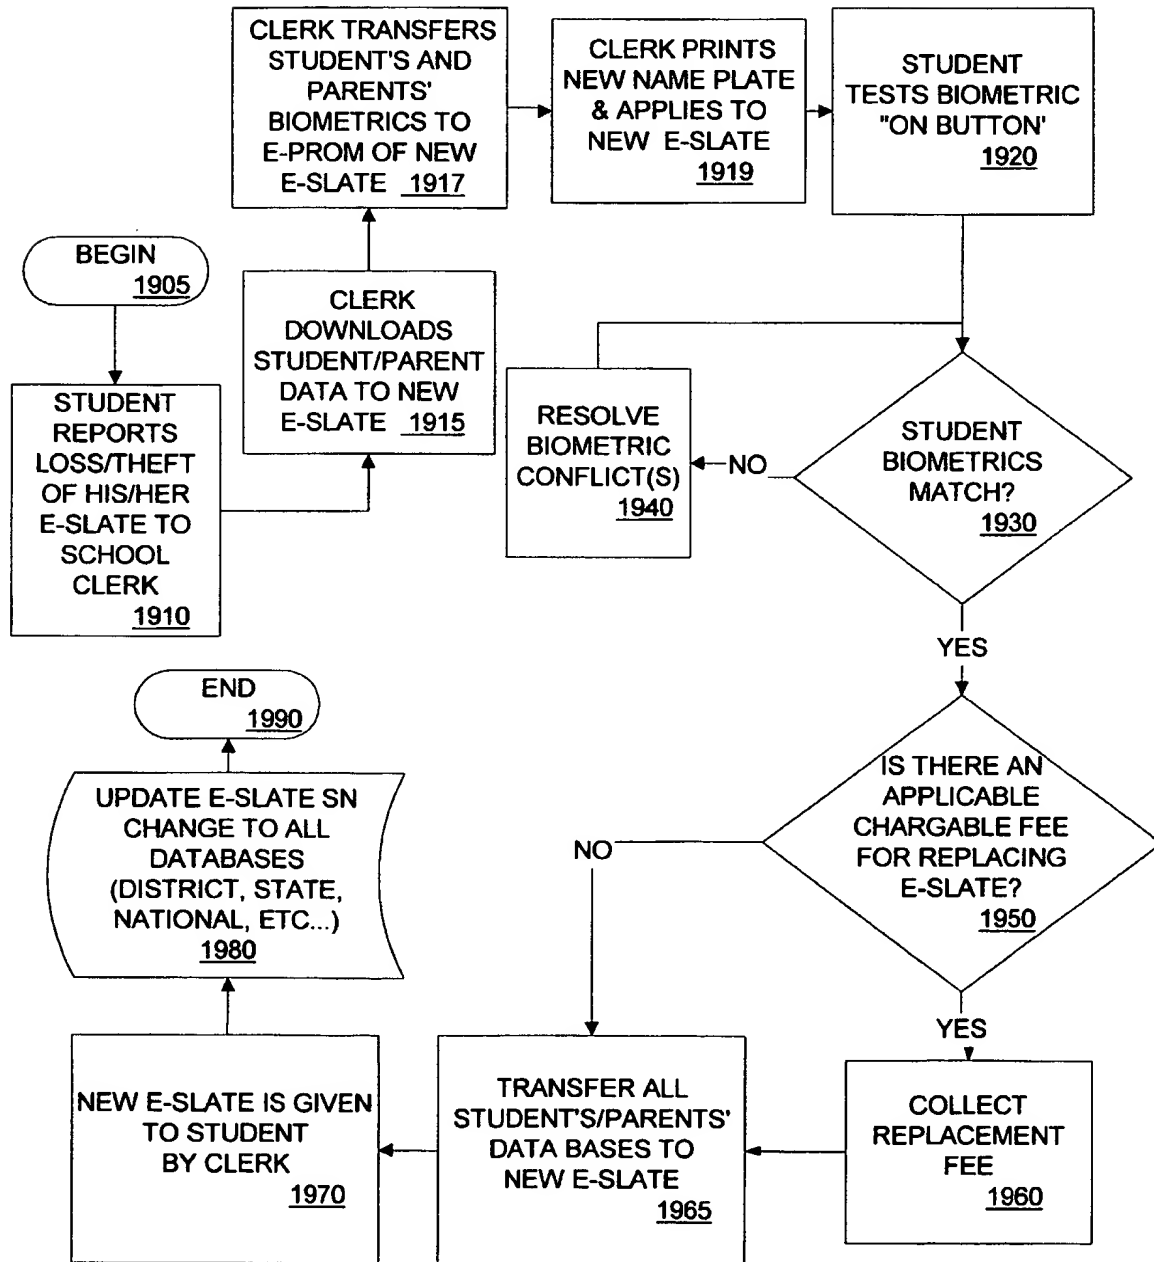 BEGIN
1905
STUDENT
REPORTS
LOSS/THEFT
OF HIS/HER
E-SLATE TO
SCHOOL
CLERK
1910
CLERK
DOWNLOADS
STUDENT/PARENT
DATA TO NEW
E-SLATE 1915
CLERK TRANSFERS
STUDENT'S AND
PARENTS'
BIOMETRICS TO
E-PROM OF NEW
E-SLATE 1917
CLERK PRINTS
NEW NAME PLATE
& APPLIES TO
NEW E-SLATE
1919
STUDENT
TESTS BIOMETRIC
"ON BUTTON'
1920
STUDENT
BIOMETRICS
MATCH?
1930
NO
RESOLVE
BIOMETRIC
CONFLICT(S)
1940
YES
IS THERE AN
APPLICABLE
CHARGABLE FEE
FOR REPLACING
E-SLATE?
1950
NO
YES
COLLECT
REPLACEMENT
FEE
1960
TRANSFER ALL
STUDENT'S/PARENTS'
DATA BASES TO
NEW E-SLATE
1965
NEW E-SLATE IS GIVEN
TO STUDENT
BY CLERK
1970
UPDATE E-SLATE SN
CHANGE TO ALL
DATABASES
(DISTRICT, STATE,
NATIONAL, ETC...)
1980
END
1990